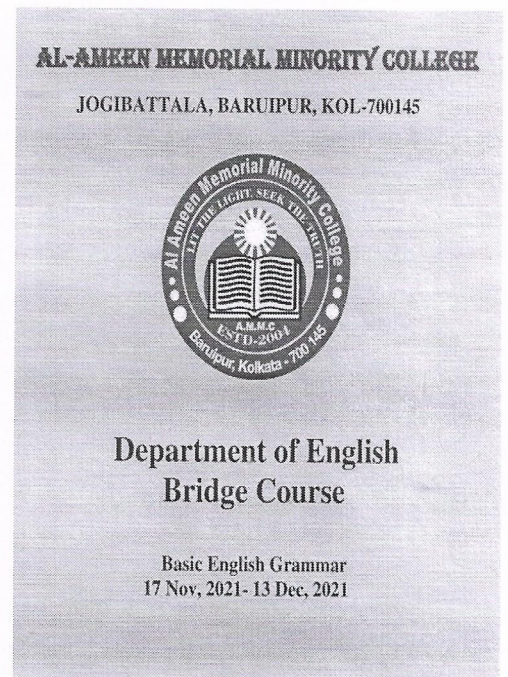 AL-AMEEN MEMORIAL MINORITY COLLEGE
JOGIBATTALA, BARUIPUR, KOL-700145
Al Ameen Memorial Minority College
LIT THE LIGHT SEEK THE TRUTH
A.M.M.C
ESTD-2004
Baruipur, Kolkata - 700 145
Department of English
Bridge Course
Basic English Grammar
17 Nov, 2021- 13 Dec, 2021